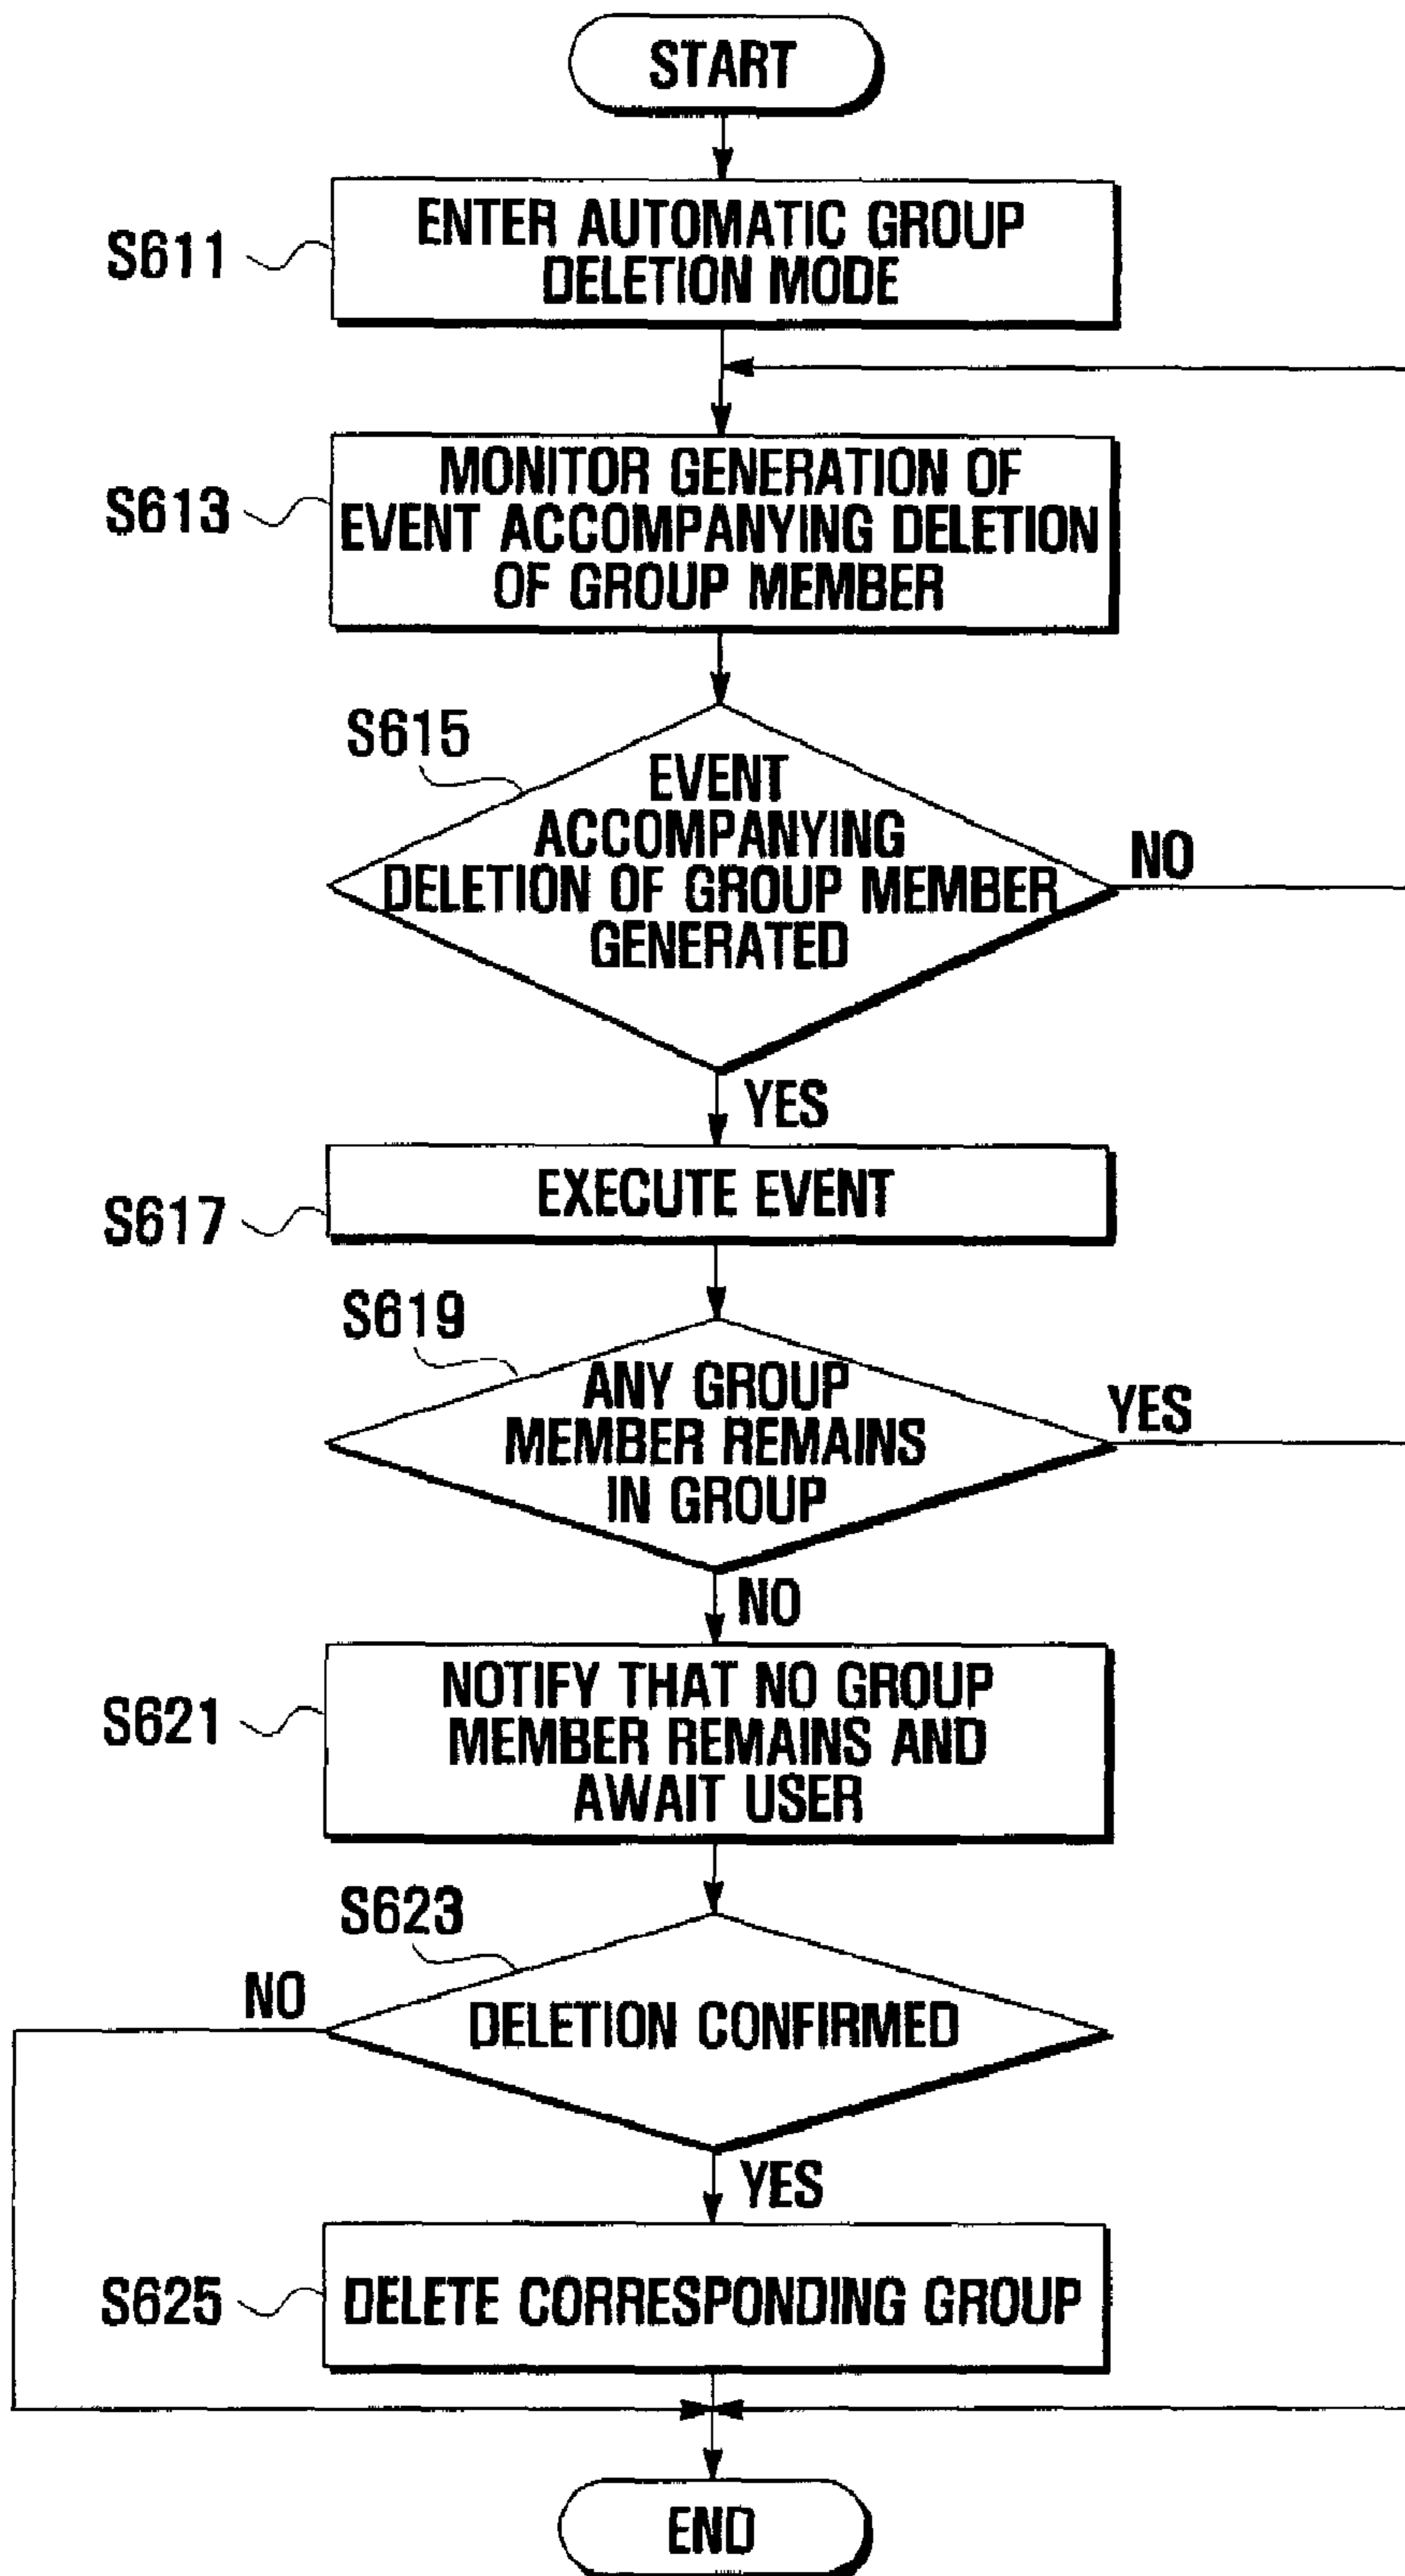 START
S611
ENTER AUTOMATIC GROUP
DELETION MODE
S613
MONITOR GENERATION OF
EVENT ACCOMPANYING DELETION
OF GROUP MEMBER
S615
EVENT
ACCOMPANYING
DELETION OF GROUP MEMBER
GENERATED
NO
YES
S617
EXECUTE EVENT
S619
ANY GROUP
MEMBER REMAINS
IN GROUP
YES
NO
S621
NOTIFY THAT NO GROUP
MEMBER REMAINS AND
AWAIT USER
S623
NO
DELETION CONFIRMED
YES
S625
DELETE CORRESPONDING GROUP
END